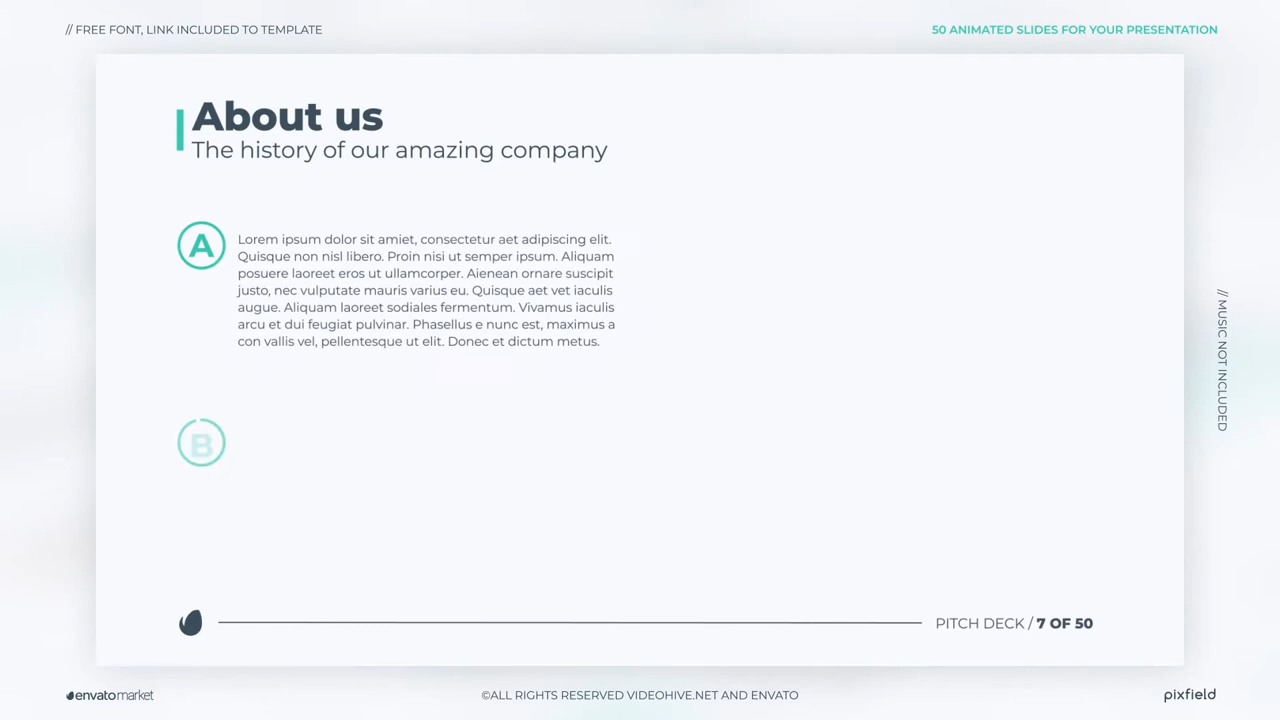 // FREE FONT, LINK INCLUDED TO TEMPLATE
50 ANIMATED SLIDES FOR YOUR PRESENTATION
About us
The history of our amazing company
A
Lorem ipsum dolor sit amiet, consectetur aet adipiscing elit.
Quisque non nisl libero. Proin nisi ut semper ipsum. Aliquam
posuere laoreet eros ut ullamcorper. Aienean ornare suscipit
justo, nec vulputate mauris varius eu. Quisque aet vet iaculis
augue. Aliquam laoreet sodiales fermentum. Vivamus iaculis
arcu et dui feugiat pulvinar. Phasellus e nunc est, maximus a
con vallis vel, pellentesque ut elit. Donec et dictum metus.
B
// MUSIC NOT INCLUDED
PITCH DECK / 7 OF 50
envatomarket
©ALL RIGHTS RESERVED VIDEOHIVE.NET AND ENVATO
pixfield